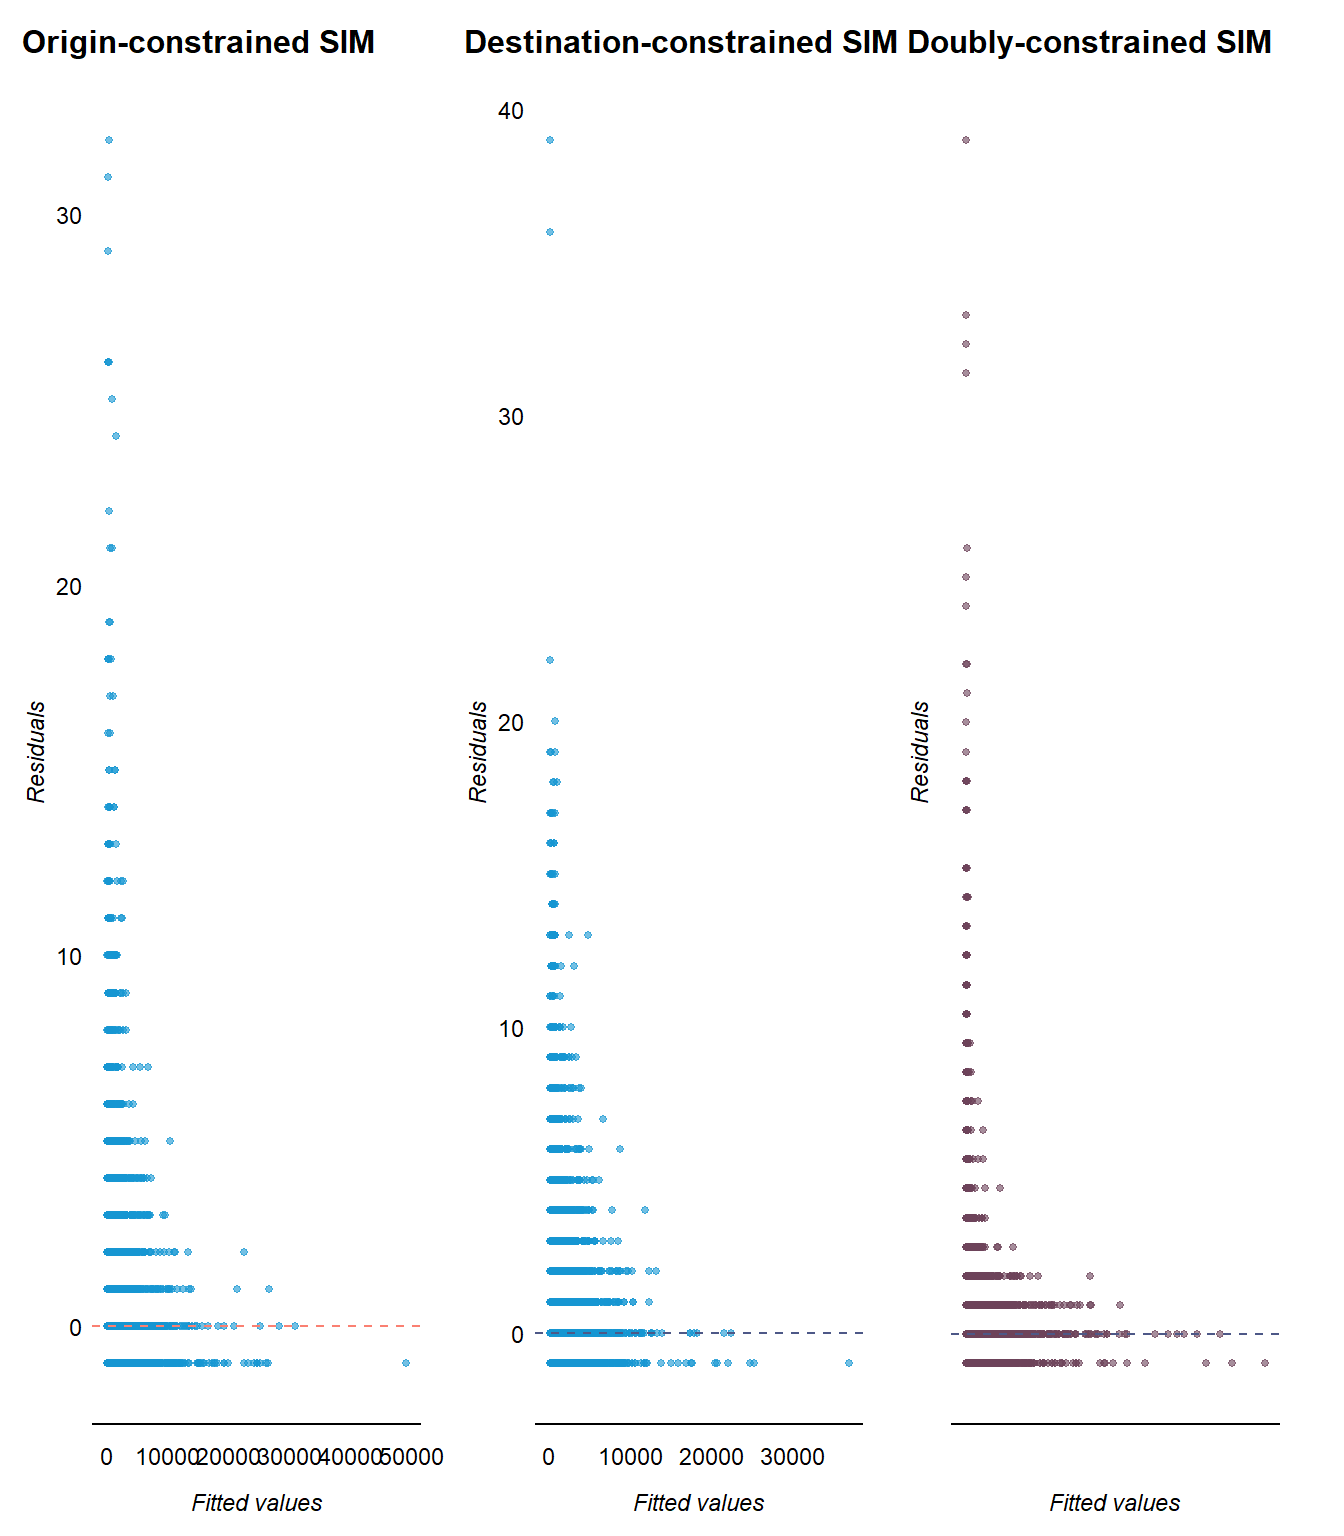 Origin-constrained SIM
Destination-constrained SIM
Doubly-constrained SIM
30
20
10
0
Residuals
0 10000 20000 30000 40000 50000
Fitted values
40
30
20
10
0
Residuals
0 10000 20000 30000
Fitted values
Residuals
Fitted values